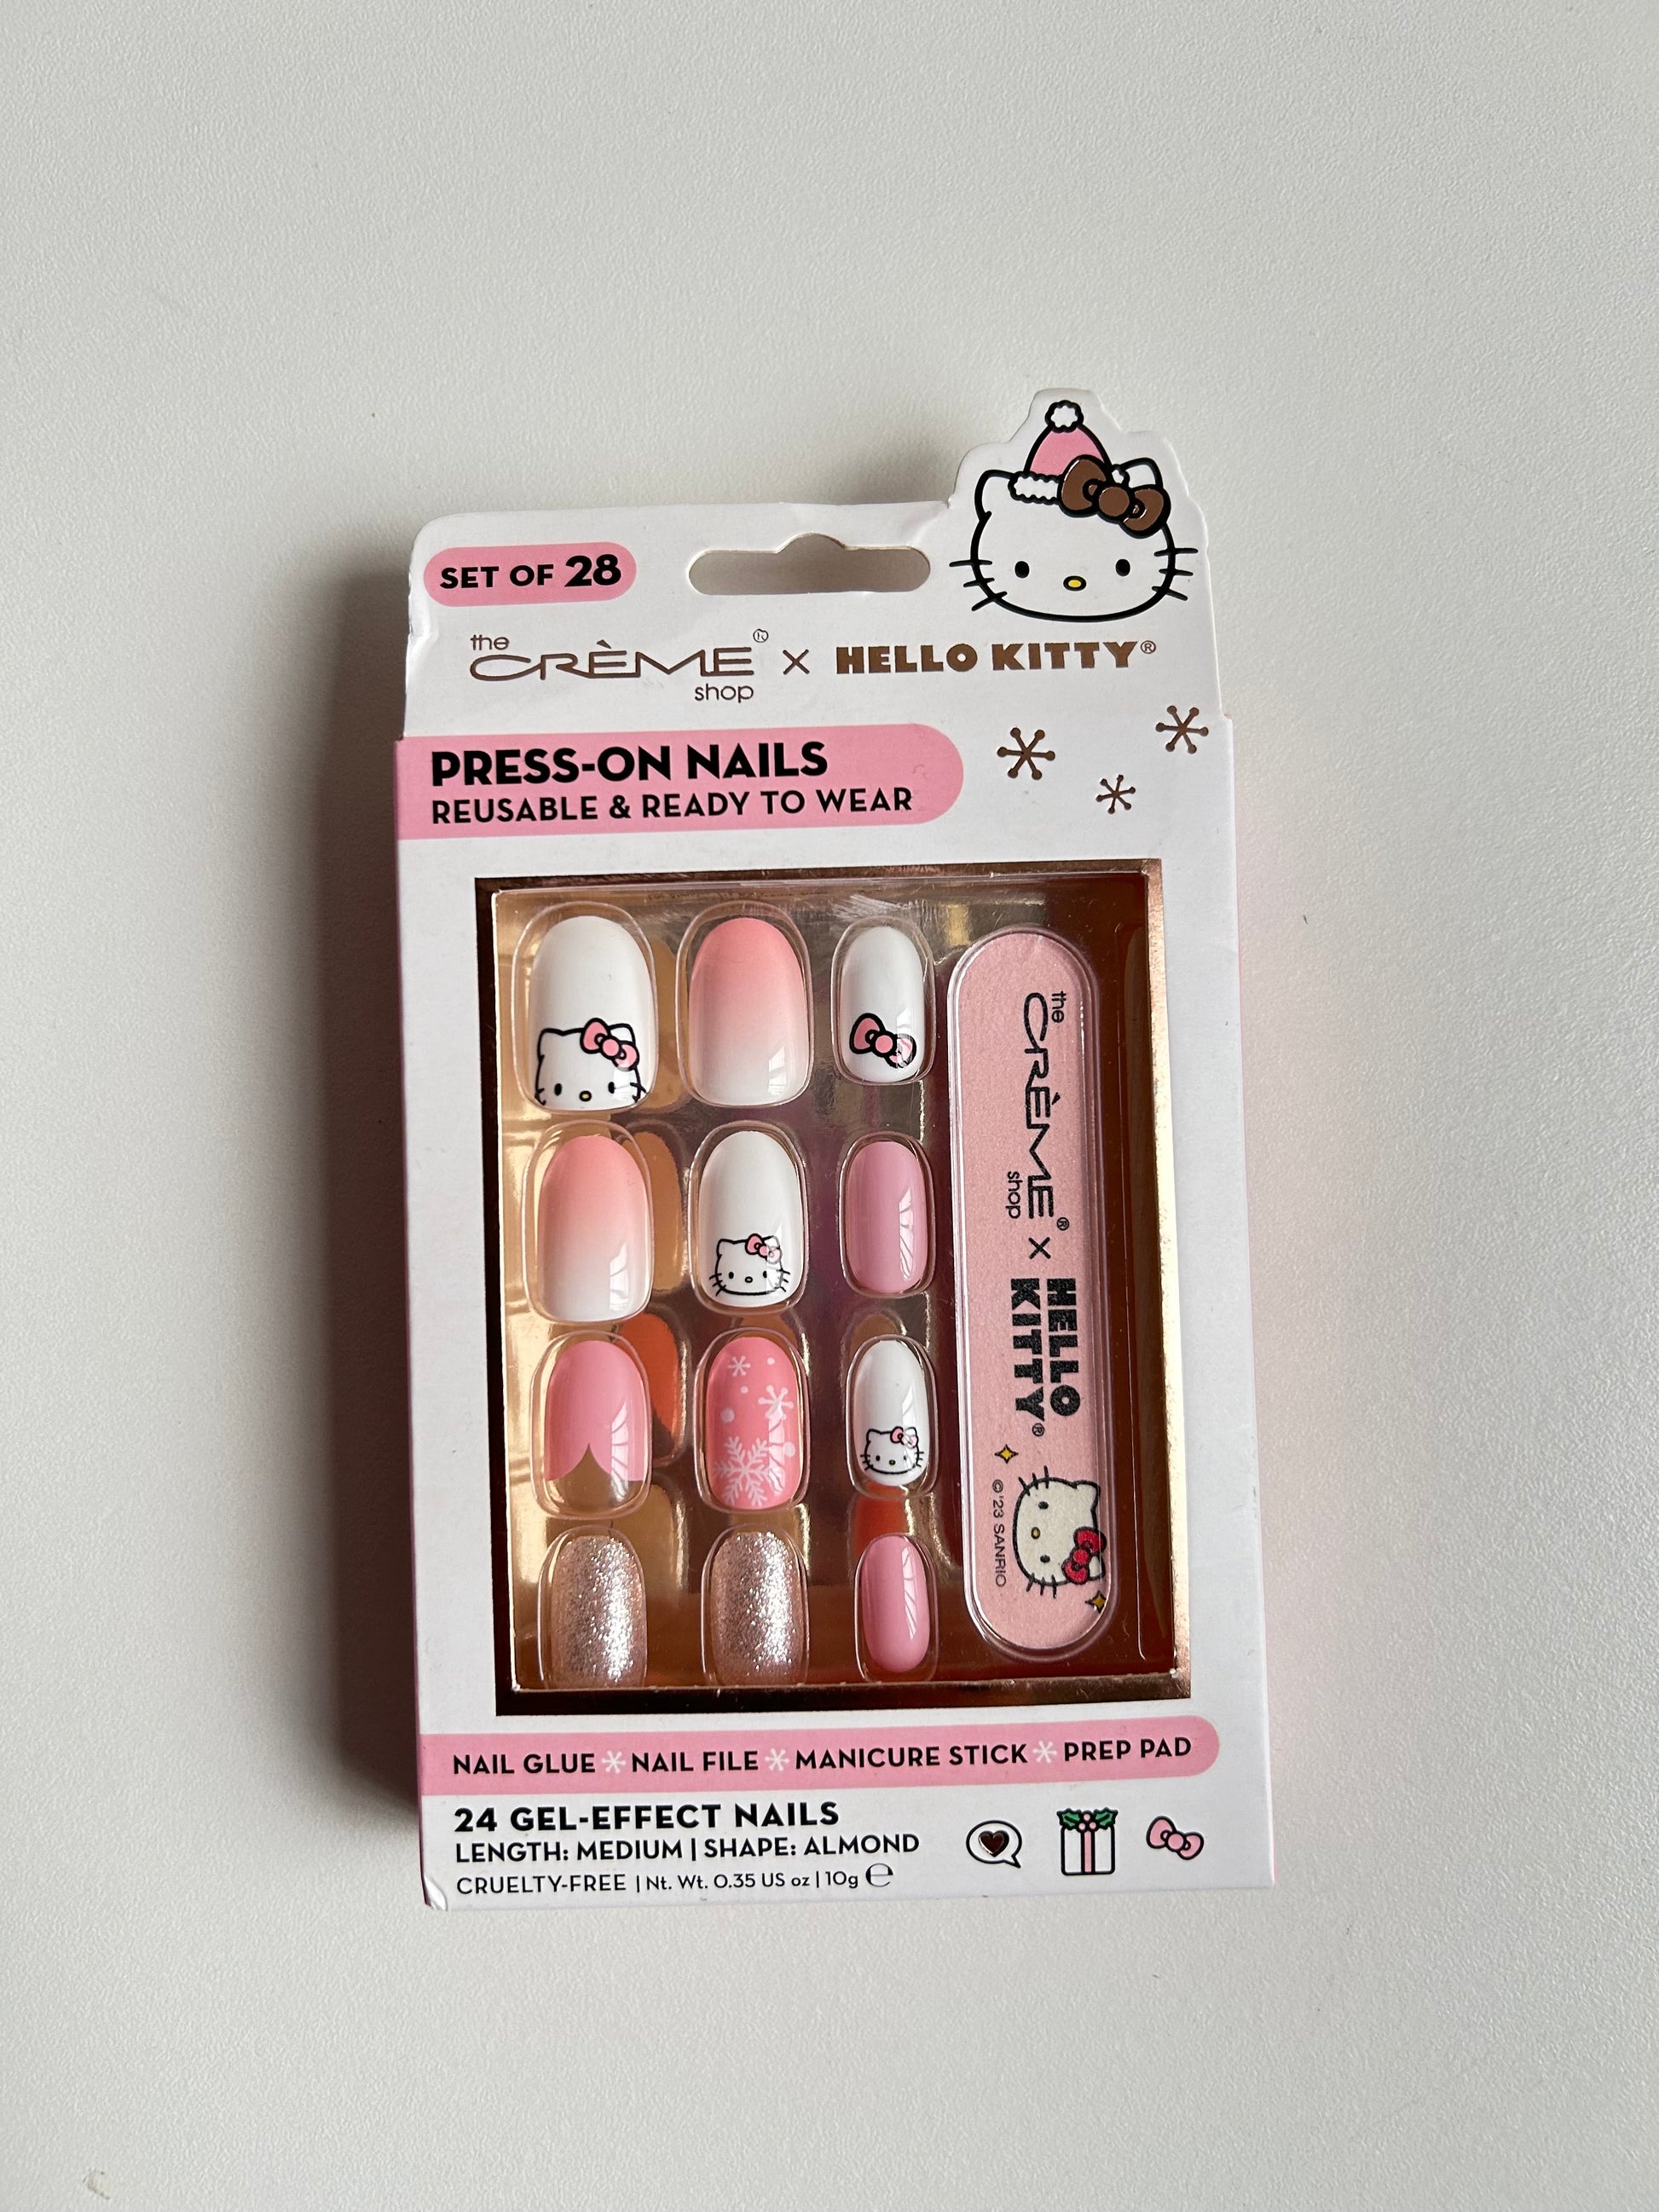 SET OF 28
the
CRÈME® × HELLO KITTY®
shop
PRESS-ON NAILS
REUSABLE & READY TO WEAR
the
CRÈME®
shop
×
HELLO
KITTY®
©'23 SANRIO
NAIL GLUE * NAIL FILE * MANICURE STICK * PREP PAD
24 GEL-EFFECT NAILS
LENGTH: MEDIUM | SHAPE: ALMOND
CRUELTY-FREE | Nt. Wt. 0.35 US oz | 10g ℮